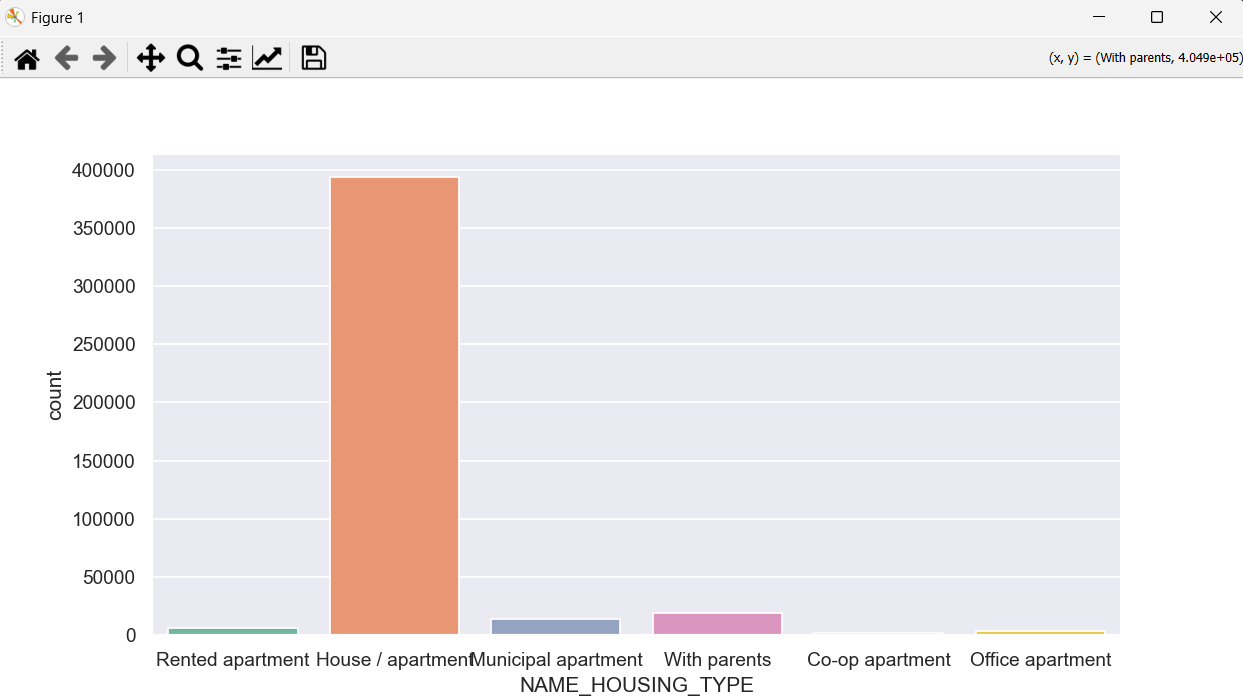 Figure 1
(x, y) = (With parents, 4.049e+05)
400000
350000
300000
250000
200000
150000
100000
50000
0
count
Rented apartment House / apartment Municipal apartment With parents Co-op apartment Office apartment
NAME_HOUSING_TYPE